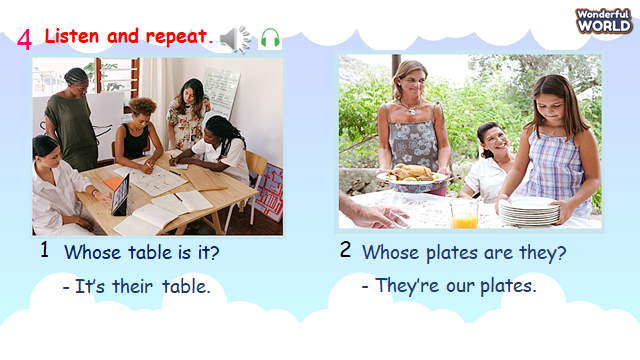 Wonderful
WORLD
4 Listen and repeat.
1 Whose table is it?
- It's their table.
2 Whose plates are they?
- They're our plates.